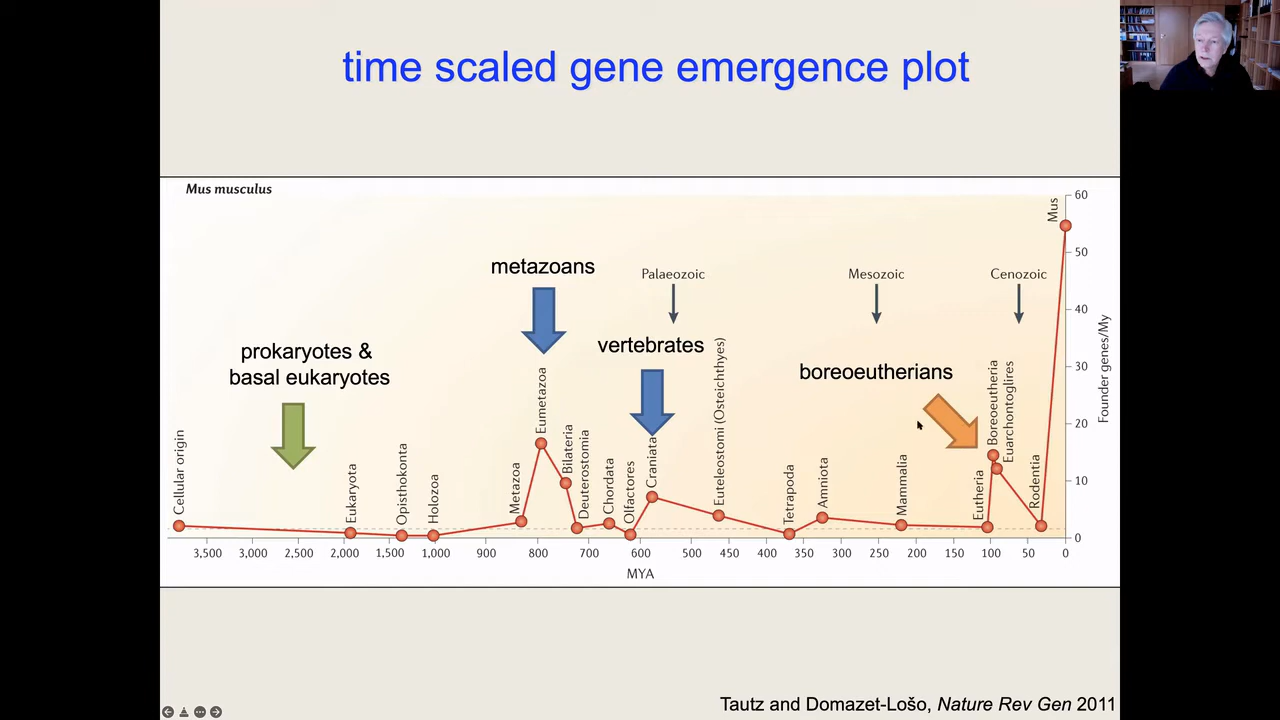 time scaled gene emergence plot
Mus musculus
metazoans
Palaeozoic
Mesozoic
Cenozoic
prokaryotes &
basal eukaryotes
vertebrates
boreoeutherians
Cellular origin
Eukaryota
Opisthokonta
Holozoa
Metazoa
Eumetazoa
Bilateria
Deuterostomia
Chordata
Olfactores
Craniata
Euteleostomi (Osteichthyes)
Tetrapoda
Amniota
Mammalia
Eutheria
Boreoeutheria
Euarchontoglires
Rodentia
Mus
60
50
40
30
20
10
0
Founder genes/My
3,500 3,000 2,500 2,000 1,500 1,000 900 800 700 600 500 450 400 350 300 250 200 150 100 50 0
MYA
Tautz and Domazet-Lošo, Nature Rev Gen 2011